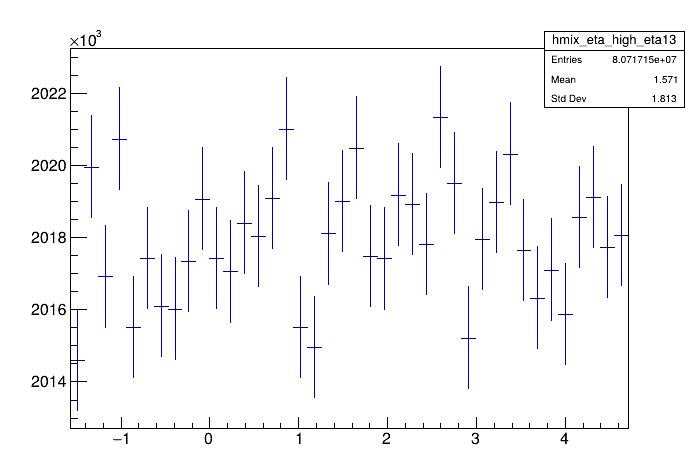 ×10³
hmix_eta_high_eta13
Entries 8.071715e+07
Mean 1.571
Std Dev 1.813
2022
2020
2018
2016
2014
−1 0 1 2 3 4